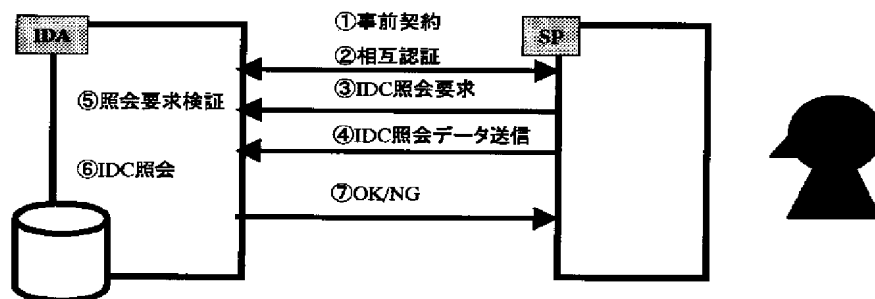 ①事前契約
IDA
SP
②相互認証
③IDC照会要求
⑤照会要求検証
④IDC照会データ送信
⑥IDC照会
⑦OK/NG